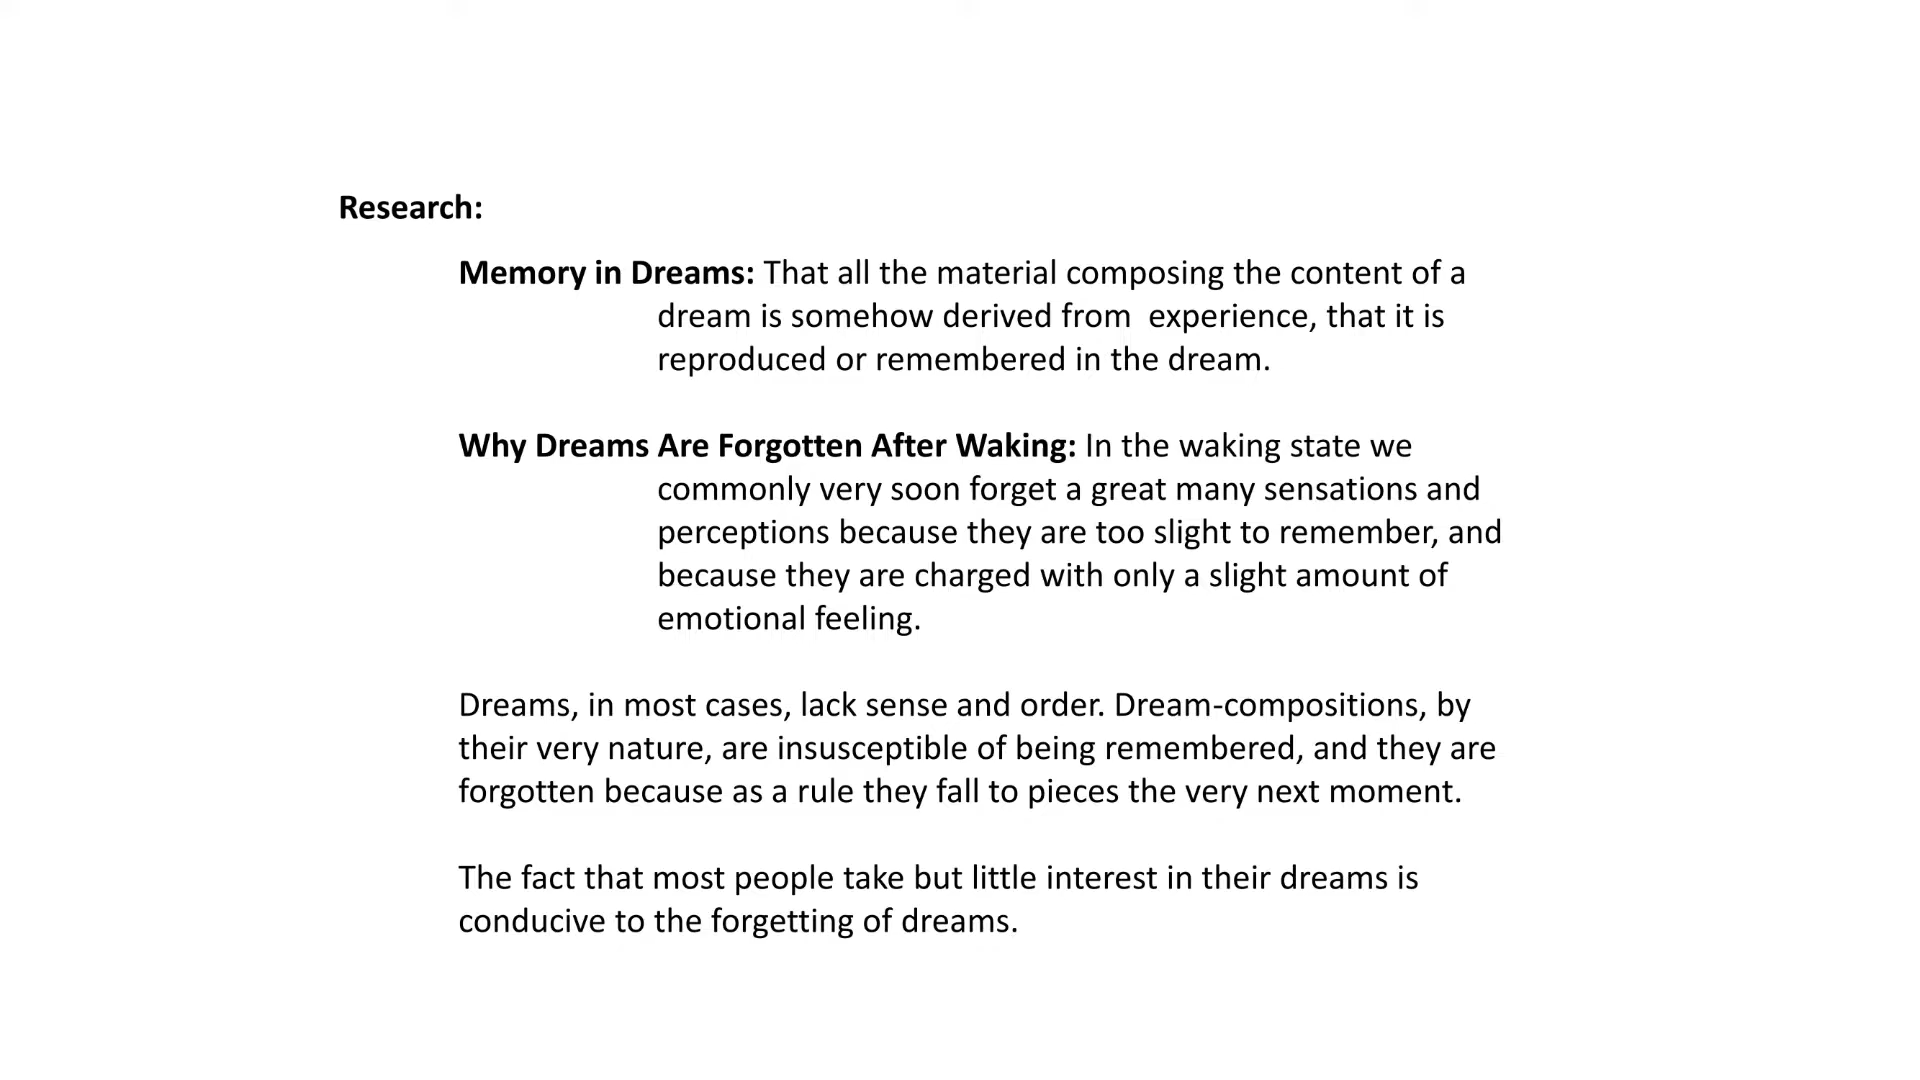 Research:
Memory in Dreams: That all the material composing the content of a
dream is somehow derived from  experience, that it is
reproduced or remembered in the dream.
Why Dreams Are Forgotten After Waking: In the waking state we
commonly very soon forget a great many sensations and
perceptions because they are too slight to remember, and
because they are charged with only a slight amount of
emotional feeling.
Dreams, in most cases, lack sense and order. Dream-compositions, by
their very nature, are insusceptible of being remembered, and they are
forgotten because as a rule they fall to pieces the very next moment.
The fact that most people take but little interest in their dreams is
conducive to the forgetting of dreams.